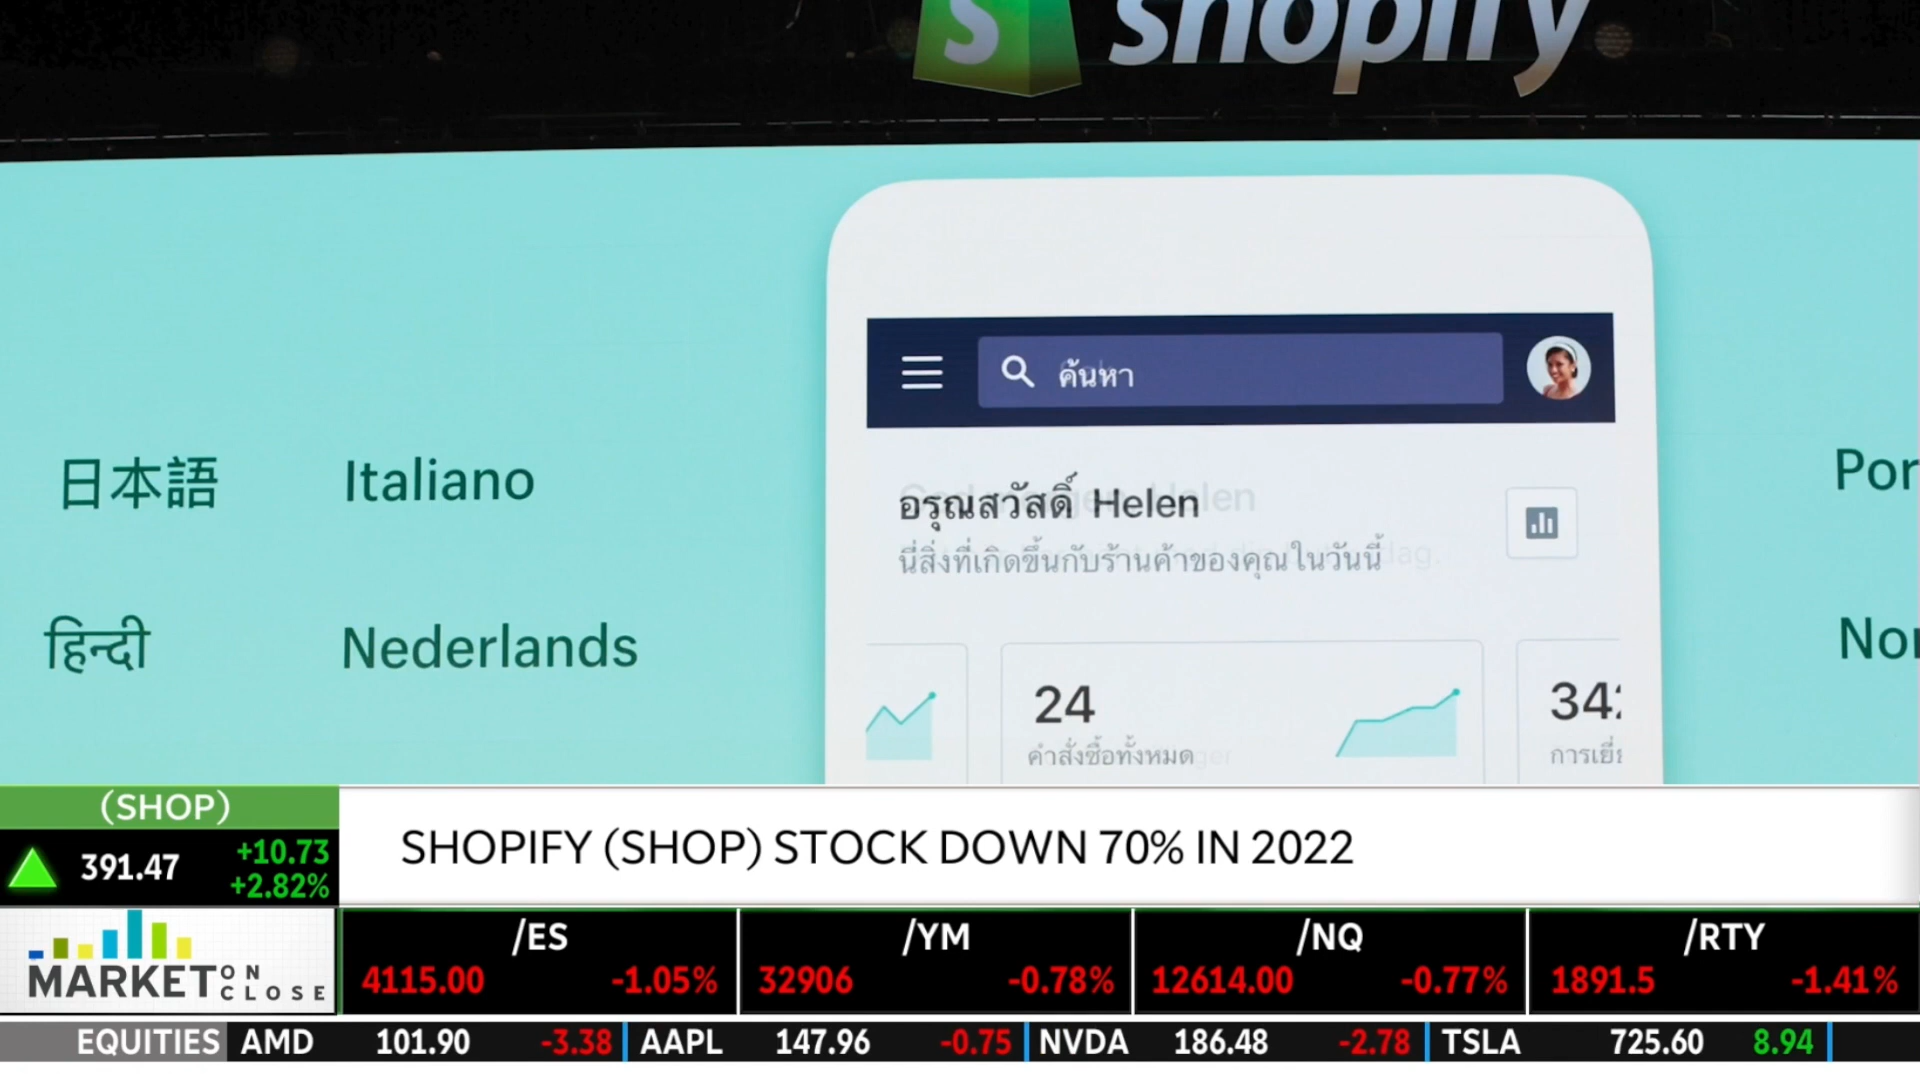 shopify
ค้นหา
日本語 Italiano
อรุณสวัสดิ์ Helen
นี่สิ่งที่เกิดขึ้นกับร้านค้าของคุณในวันนี้
हिन्दी Nederlands
24
คำสั่งซื้อทั้งหมด
(SHOP)
391.47 +10.73
+2.82%
SHOPIFY (SHOP) STOCK DOWN 70% IN 2022
MARKET ON CLOSE
/ES /YM /NQ /RTY
4115.00 -1.05% 32906 -0.78% 12614.00 -0.77% 1891.5 -1.41%
EQUITIES AMD 101.90 -3.38 AAPL 147.96 -0.75 NVDA 186.48 -2.78 TSLA 725.60 8.94